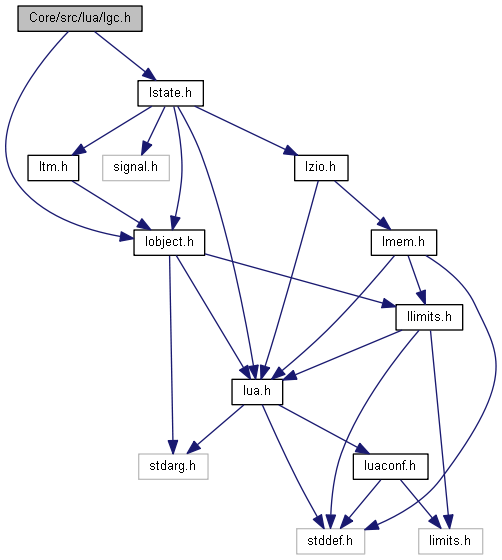 Core/src/lua/lgc.h
lstate.h
ltm.h
signal.h
lzio.h
lobject.h
lmem.h
llimits.h
lua.h
stdarg.h
luaconf.h
stddef.h
limits.h